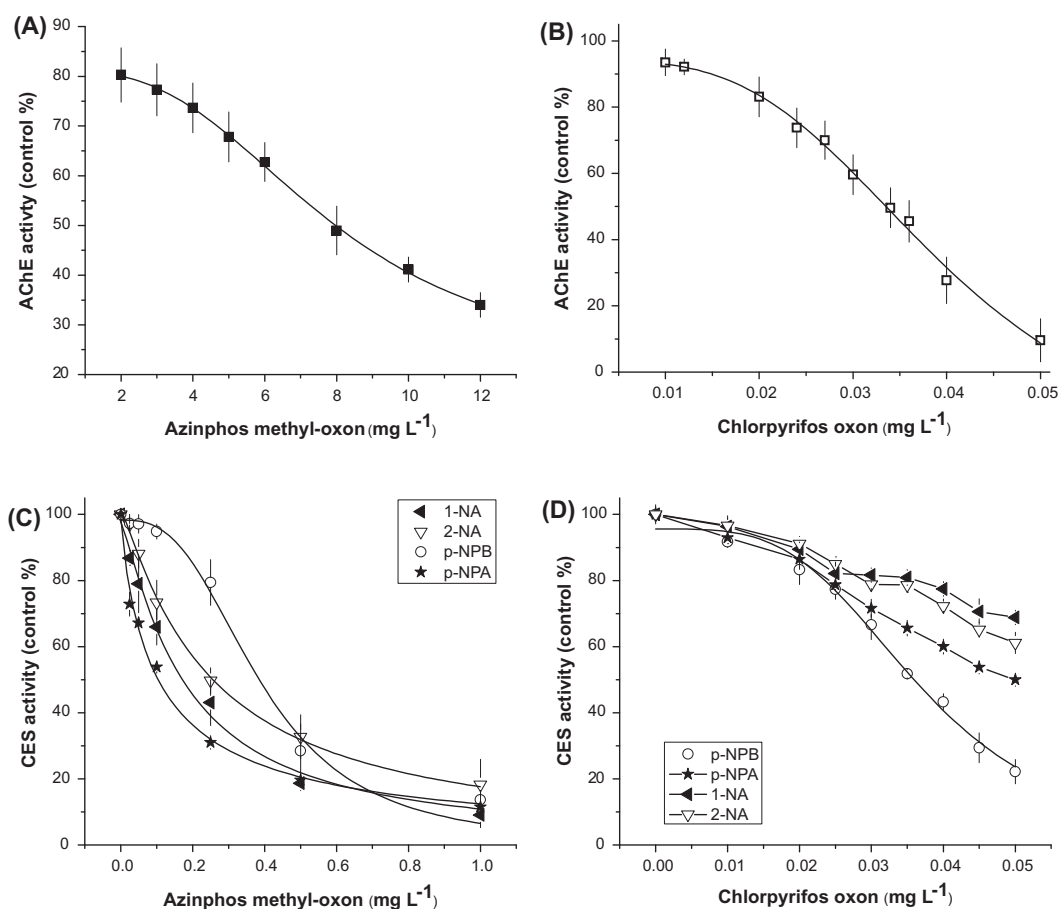 (A)
90
80
70
60
50
40
30
20
AChE activty (control %)
2
4
6
8
10
12
Azinphos methyl-oxon (mg L-1)
(B)
100
80
60
40
20
0
AChE activity (control %)
0.01
0.02
0.03
0.04
0.05
Chlorpyrifos oxon (mg L-1)
(C)
100
80
60
40
20
0
CES activity (control %)
1-NA
2-NA
p-NPB
p-NPA
0.0
0.2
0.4
0.6
0.8
1.0
Azinphos methyl-oxon (mg L-1)
(D)
100
80
60
40
20
0
CES activity (control %)
p-NPB
p-NPA
1-NA
2-NA
0.00
0.01
0.02
0.03
0.04
0.05
Chlorpyrifos oxon (mg L-1)